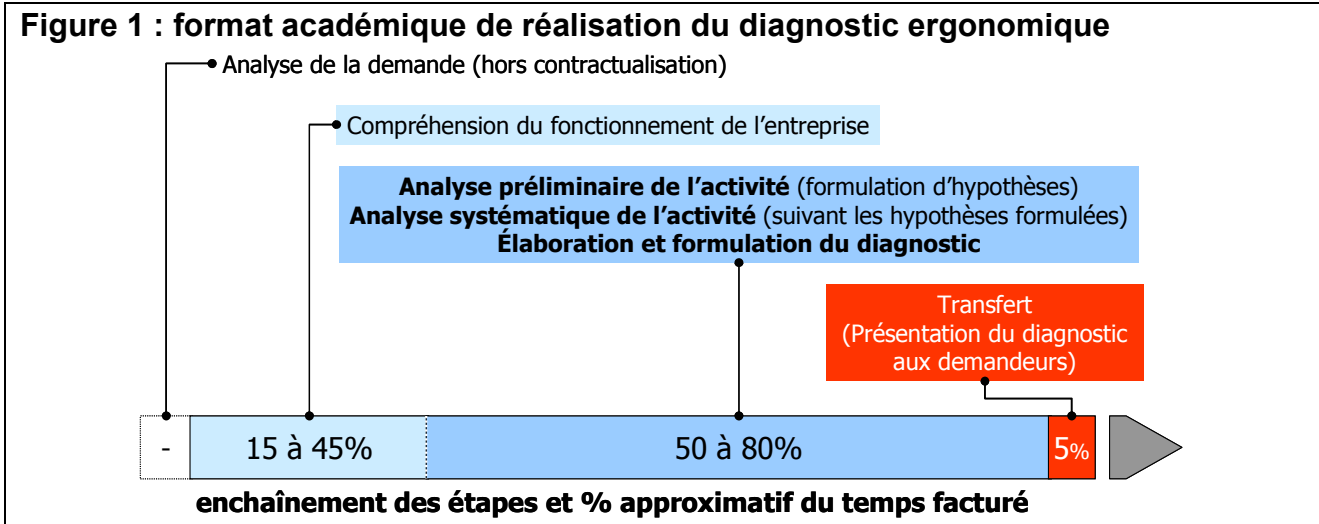 Figure 1 : format académique de réalisation du diagnostic ergonomique
Analyse de la demande (hors contractualisation)
Compréhension du fonctionnement de l'entreprise
Analyse préliminaire de l'activité (formulation d'hypothèses)
Analyse systématique de l'activité (suivant les hypothèses formulées)
Élaboration et formulation du diagnostic
Transfert
(Présentation du diagnostic
aux demandeurs)
- 15 à 45% 50 à 80% 5%
enchaînement des étapes et % approximatif du temps facturé